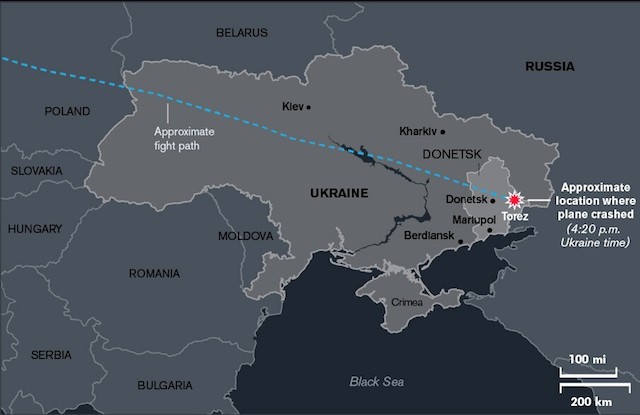 BELARUS
RUSSIA
POLAND
Kiev
Approximate
fight path
Kharkiv
DONETSK
SLOVAKIA
UKRAINE
Donetsk
Torez
Approximate
location where
plane crashed
(4:20 p.m.
Ukraine time)
HUNGARY
MOLDOVA
Mariupol
Berdiansk
ROMANIA
Crimea
SERBIA
BULGARIA
Black Sea
100 mi
200 km